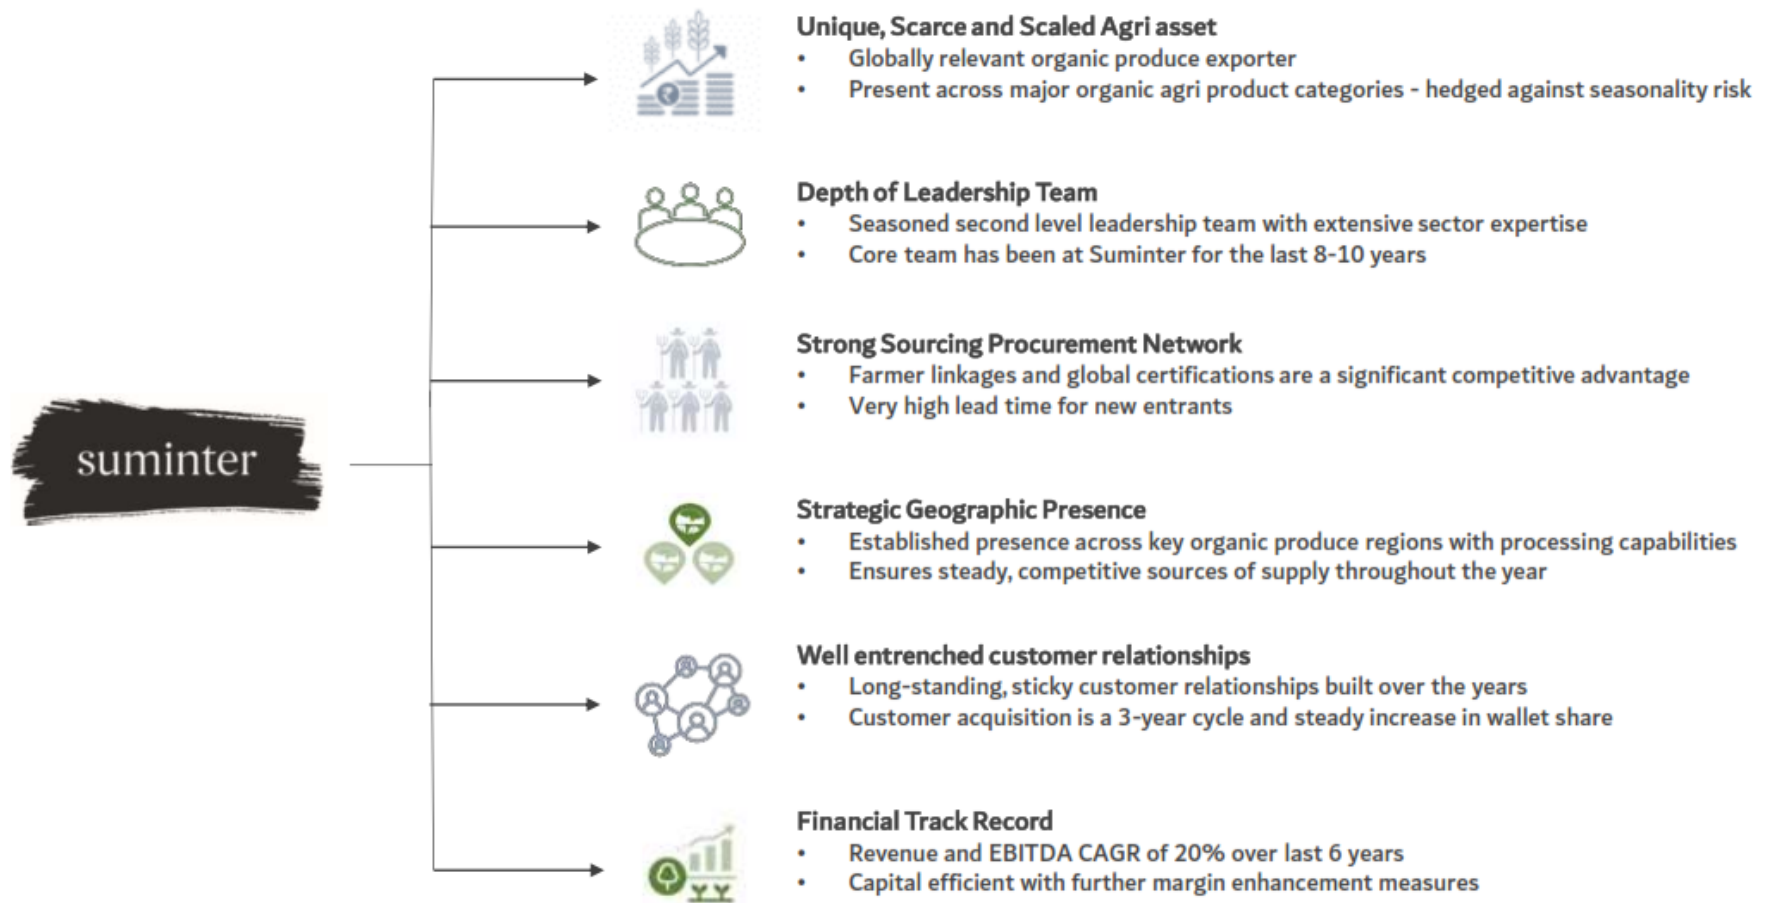 Unique, Scarce and Scaled Agri asset
• Globally relevant organic produce exporter
• Present across major organic agri product categories - hedged against seasonality risk
Depth of Leadership Team
• Seasoned second level leadership team with extensive sector expertise
• Core team has been at Suminter for the last 8-10 years
Strong Sourcing Procurement Network
• Farmer linkages and global certifications are a significant competitive advantage
• Very high lead time for new entrants
suminter
Strategic Geographic Presence
• Established presence across key organic produce regions with processing capabilities
• Ensures steady, competitive sources of supply throughout the year
Well entrenched customer relationships
• Long-standing, sticky customer relationships built over the years
• Customer acquisition is a 3-year cycle and steady increase in wallet share
Financial Track Record
• Revenue and EBITDA CAGR of 20% over last 6 years
• Capital efficient with further margin enhancement measures